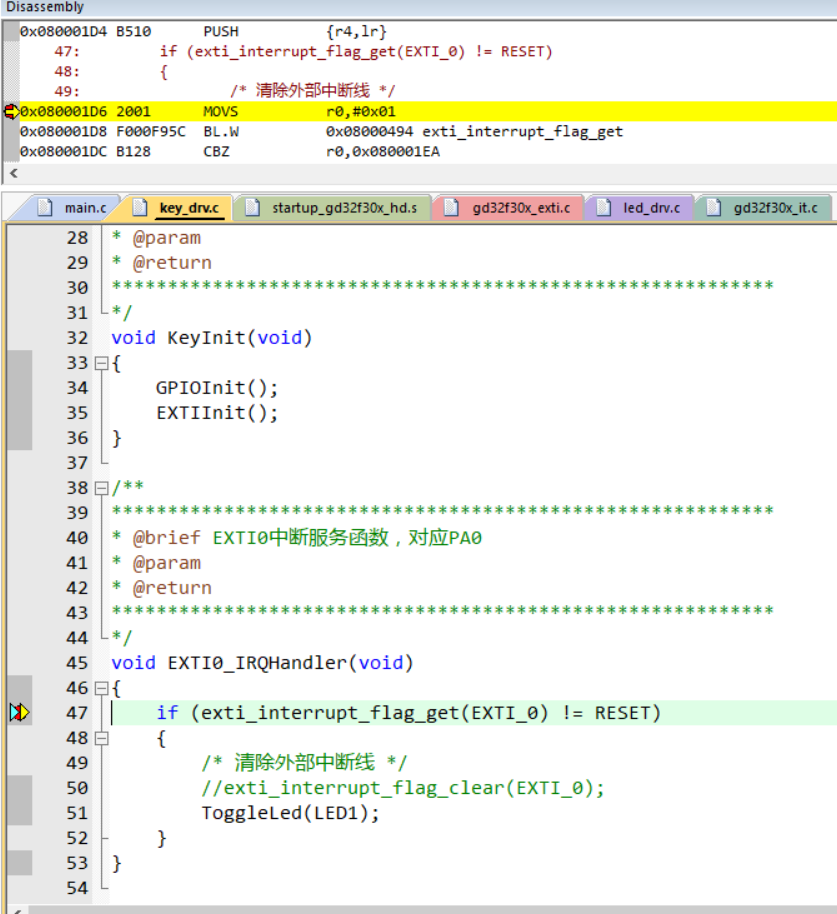 Disassembly
0x080001D4 B510 PUSH {r4,lr}
47: if (exti_interrupt_flag_get(EXTI_0) != RESET)
48: {
49: /* 清除外部中断线 */
0x080001D6 2001 MOVS r0,#0x01
0x080001D8 F000F95C BL.W 0x08000494 exti_interrupt_flag_get
0x080001DC B128 CBZ r0,0x080001EA
main.c key_drv.c startup_gd32f30x_hd.s gd32f30x_exti.c led_drv.c gd32f30x_it.c
28 * @param
29 * @return
30 ***********************************************************
31 */
32 void KeyInit(void)
33 {
34 GPIOInit();
35 EXTIInit();
36 }
37
38 /**
39 ***********************************************************
40 * @brief EXTI0中断服务函数，对应PA0
41 * @param
42 * @return
43 ***********************************************************
44 */
45 void EXTI0_IRQHandler(void)
46 {
47 if (exti_interrupt_flag_get(EXTI_0) != RESET)
48 {
49 /* 清除外部中断线 */
50 //exti_interrupt_flag_clear(EXTI_0);
51 ToggleLed(LED1);
52 }
53 }
54